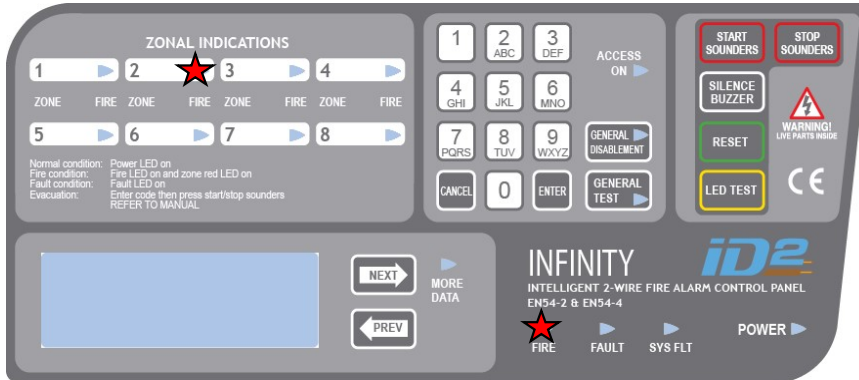 ZONAL INDICATIONS
1 2 3 4
ZONE FIRE ZONE FIRE ZONE FIRE ZONE FIRE
5 6 7 8
Normal condition: Power LED on
Fire condition: Fire LED on and zone red LED on
Fault condition: Fault LED on
Evacuation: Enter code then press start/stop sounders
REFER TO MANUAL
1 2 ABC 3 DEF
4 GHI 5 JKL 6 MNO
7 PQRS 8 TUV 9 WXYZ
CANCEL 0 ENTER
ACCESS
ON
GENERAL
DISABLEMENT
GENERAL
TEST
START
SOUNDERS
STOP
SOUNDERS
SILENCE
BUZZER
RESET
LED TEST
WARNING!
LIVE PARTS INSIDE
CE
NEXT
PREV
MORE
DATA
INFINITY iD2
INTELLIGENT 2-WIRE FIRE ALARM CONTROL PANEL
EN54-2 & EN54-4
FIRE FAULT SYS FLT POWER